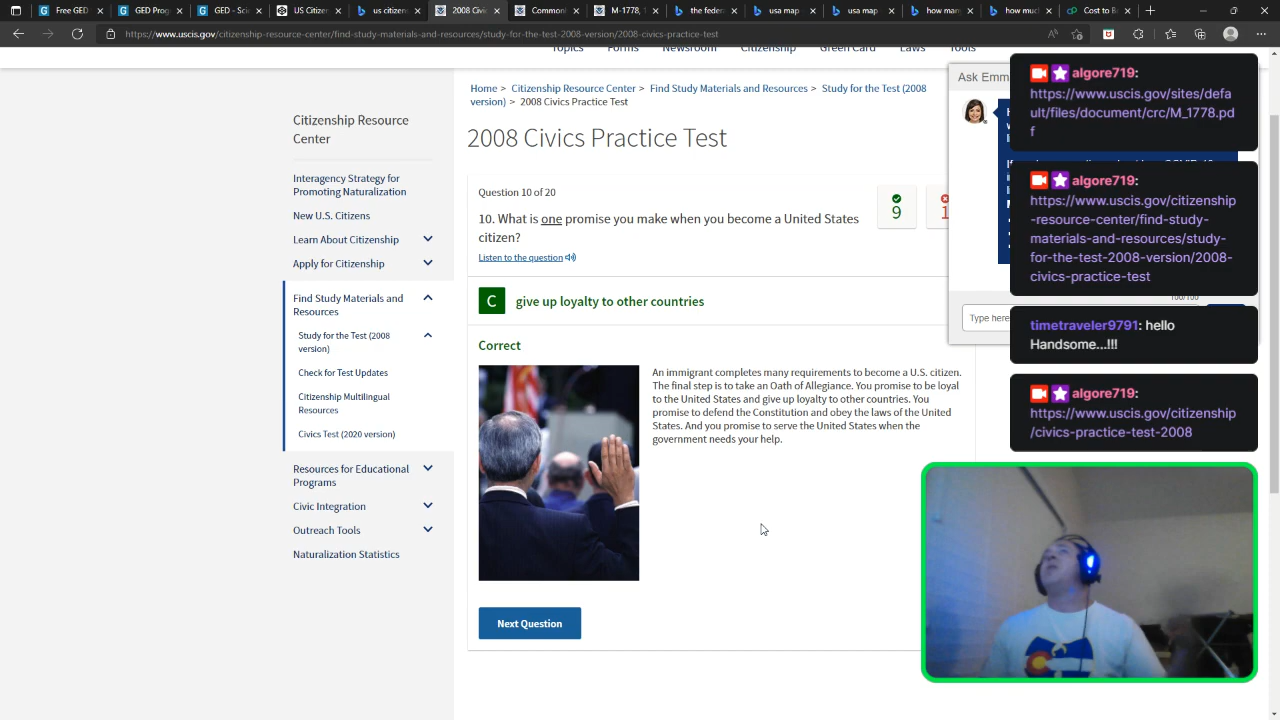 Free GED
GED Prog
GED - Scie
US Citizen
us citizen
2008 Civic
Common
M-1778,
the federa
usa map
usa map
how man
how much
Cost to Be
https://www.uscis.gov/citizenship-resource-center/find-study-materials-and-resources/study-for-the-test-2008-version/2008-civics-practice-test
Topics Forms Newsroom Citizenship Green Card Laws Tools
Home > Citizenship Resource Center > Find Study Materials and Resources > Study for the Test (2008
version) > 2008 Civics Practice Test
Citizenship Resource
Center
Interagency Strategy for
Promoting Naturalization
New U.S. Citizens
Learn About Citizenship
Apply for Citizenship
Find Study Materials and
Resources
Study for the Test (2008
version)
Check for Test Updates
Citizenship Multilingual
Resources
Civics Test (2020 version)
Resources for Educational
Programs
Civic Integration
Outreach Tools
Naturalization Statistics
2008 Civics Practice Test
Question 10 of 20
9
1
10. What is one promise you make when you become a United States
citizen?
Listen to the question
C give up loyalty to other countries
Correct
An immigrant completes many requirements to become a U.S. citizen.
The final step is to take an Oath of Allegiance. You promise to be loyal
to the United States and give up loyalty to other countries. You
promise to defend the Constitution and obey the laws of the United
States. And you promise to serve the United States when the
government needs your help.
Next Question
Ask Emm
100/100
Type here
algore719:
https://www.uscis.gov/sites/defa
ult/files/document/crc/M_1778.pd
f
algore719:
https://www.uscis.gov/citizenship
-resource-center/find-study-
materials-and-resources/study-
for-the-test-2008-version/2008-
civics-practice-test
timetraveler9791: hello
Handsome...!!!
algore719:
https://www.uscis.gov/citizenship
/civics-practice-test-2008